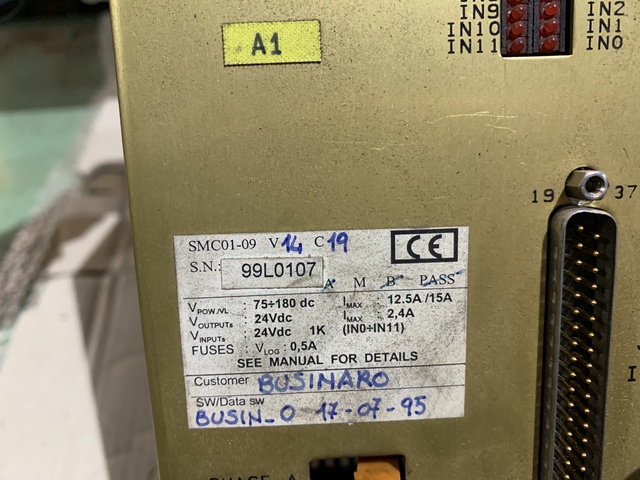 IN9
IN10
IN11
IN2
IN1
IN0
A1
19
37
SMC01-09 V 14 C 19
CE
S.N.: 99L0107
A M B PASS
VPOW./VL : 75÷180 dc IMAX : 12.5A /15A
VOUTPUTs : 24Vdc IMAX : 2,4A
VINPUTs : 24Vdc 1K (IN0÷IN11)
FUSES : VLOG : 0,5A
SEE MANUAL FOR DETAILS
Customer BUSINARO
SW/Data sw
BUSIN_O 17-07-95
PHASE A